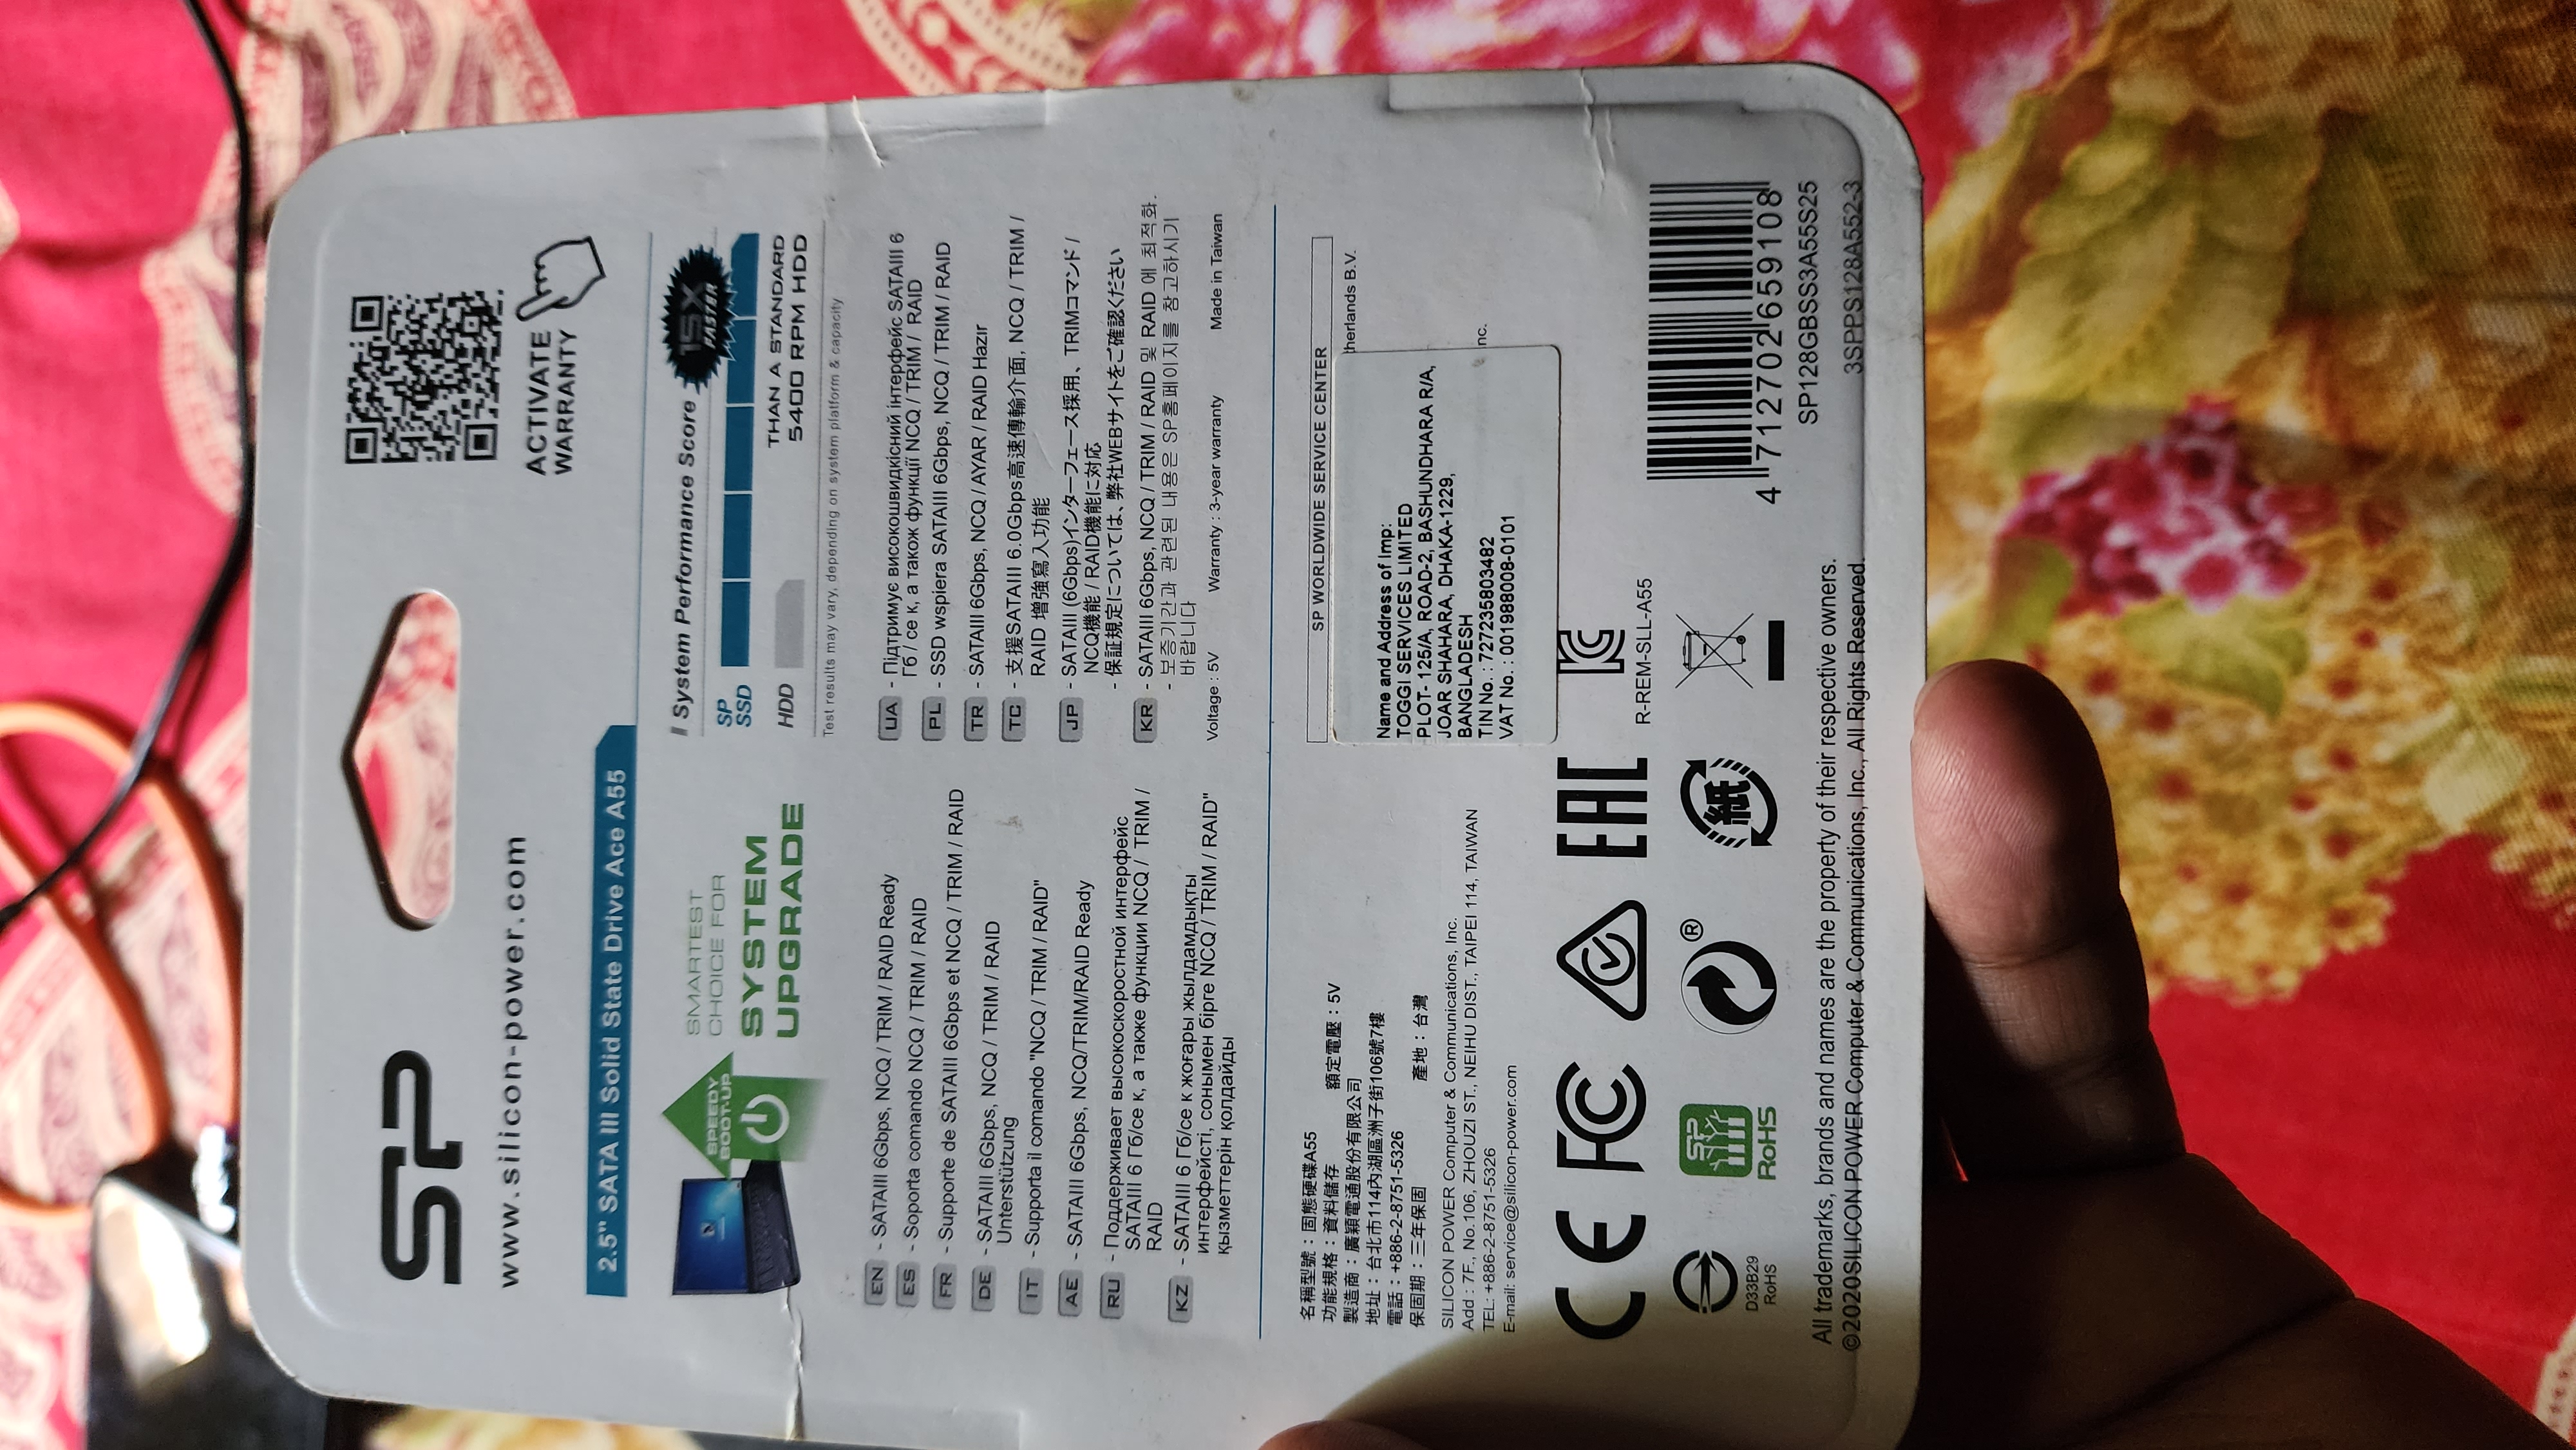 SP
www.silicon-power.com
ACTIVATE
WARRANTY
2.5" SATA III Solid State Drive Ace A55
SPEEDY
BOOT-UP
SMARTEST
CHOICE FOR
SYSTEM
UPGRADE
System Performance Score
15X
FASTER
SP
SSD
HDD
THAN A STANDARD
5400 RPM HDD
Test results may vary, depending on system platform & capacity
EN - SATAIII 6Gbps, NCQ / TRIM / RAID Ready
ES - Soporta comando NCQ / TRIM / RAID
FR - Supporte de SATAIII 6Gbps et NCQ / TRIM / RAID
DE - SATAIII 6Gbps, NCQ / TRIM / RAID
Unterstützung
IT - Supporta il comando "NCQ / TRIM / RAID"
AE - SATAIII 6Gbps, NCQ/TRIM/RAID Ready
RU - Поддерживает высокоскоростной интерфейс
SATAIII 6 Гб/се к, а также функции NCQ / TRIM /
RAID
KZ - SATAIII 6 Гб/се к жоғары жылдамдықты
интерфейсті, сонымен бірге NCQ / TRIM / RAID"
қызметтерін қолдайды
UA - Підтримує високошвидкісний інтерфейс SATAIII 6
Гб / се к, а також функції NCQ / TRIM / RAID
PL - SSD wspiera SATAIII 6Gbps, NCQ / TRIM / RAID
TR - SATAIII 6Gbps, NCQ / AYAR / RAID Hazır
TC - 支援SATAIII 6.0Gbps高速傳輸介面, NCQ / TRIM /
RAID 增強寫入功能
JP - SATAIII (6Gbps)インターフェース採用、TRIMコマンド /
NCQ機能 / RAID機能に対応
- 保証規定については、弊社WEBサイトをご確認ください
KR - SATAIII 6Gbps, NCQ / TRIM / RAID 및 RAID 에 최적화.
- 보증기간과 관련된 내용은 SP홈페이지를 참고하시기
바랍니다
Voltage : 5V Warranty : 3-year warranty Made in Taiwan
名稱型號：固態硬碟A55 額定電壓：5V
功能規格：資料儲存
製造商：廣穎電通股份有限公司
地址：台北市114內湖區洲子街106號7樓
電話：+886-2-8751-5326
保固期：三年保固 產地：台灣
SILICON POWER Computer & Communications, Inc.
Add : 7F., No.106, ZHOUZI ST., NEIHU DIST., TAIPEI 114, TAIWAN
TEL: +886-2-8751-5326
E-mail: service@silicon-power.com
SP WORLDWIDE SERVICE CENTER
therlands B.V.
nc.
Name and Address of Imp:
TOGGI SERVICES LIMITED
PLOT- 125/A, ROAD-2, BASHUNDHARA R/A,
JOAR SHAHARA, DHAKA-1229,
BANGLADESH
TIN No. : 727235803482
VAT No. : 001988008-0101
CE FC EAC KC
R-REM-SLL-A55
D33B29
RoHS
SP
RoHS
®
紙
4 712702 659108
SP128GBSS3A55S25
3SPPS128A552-3
All trademarks, brands and names are the property of their respective owners.
©2020SILICON POWER Computer & Communications, Inc., All Rights Reserved.